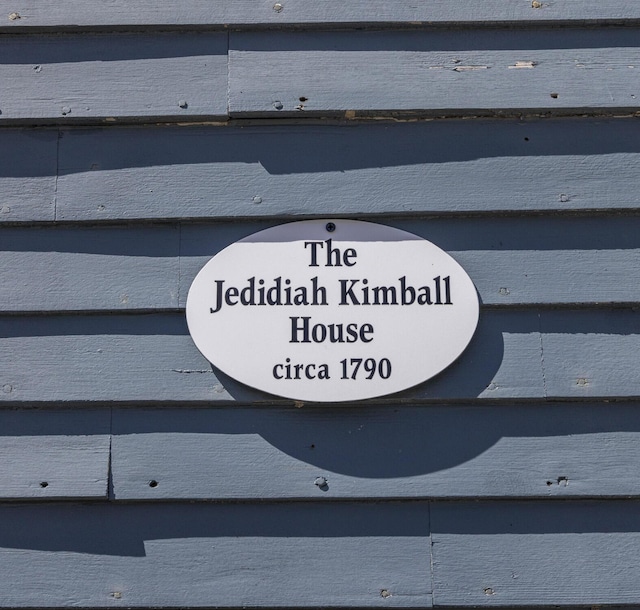 The
Jedidiah Kimball
House
circa 1790